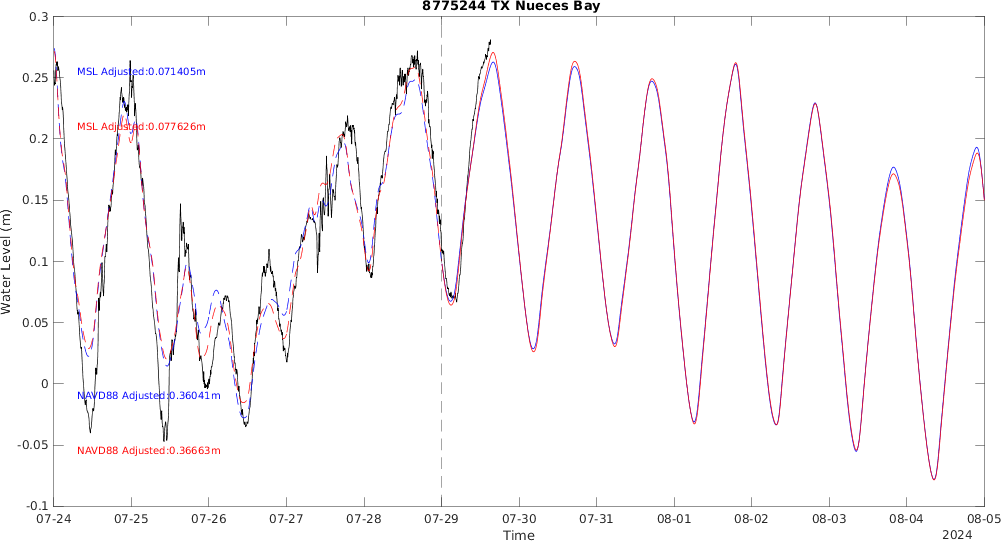 8775244 TX Nueces Bay
0.3
0.25
0.2
0.15
0.1
0.05
0
-0.05
-0.1
Water Level (m)
MSL Adjusted:0.071405m
MSL Adjusted:0.077626m
NAVD88 Adjusted:0.36041m
NAVD88 Adjusted:0.36663m
07-24 07-25 07-26 07-27 07-28 07-29 07-30 07-31 08-01 08-02 08-03 08-04 08-05
Time
2024